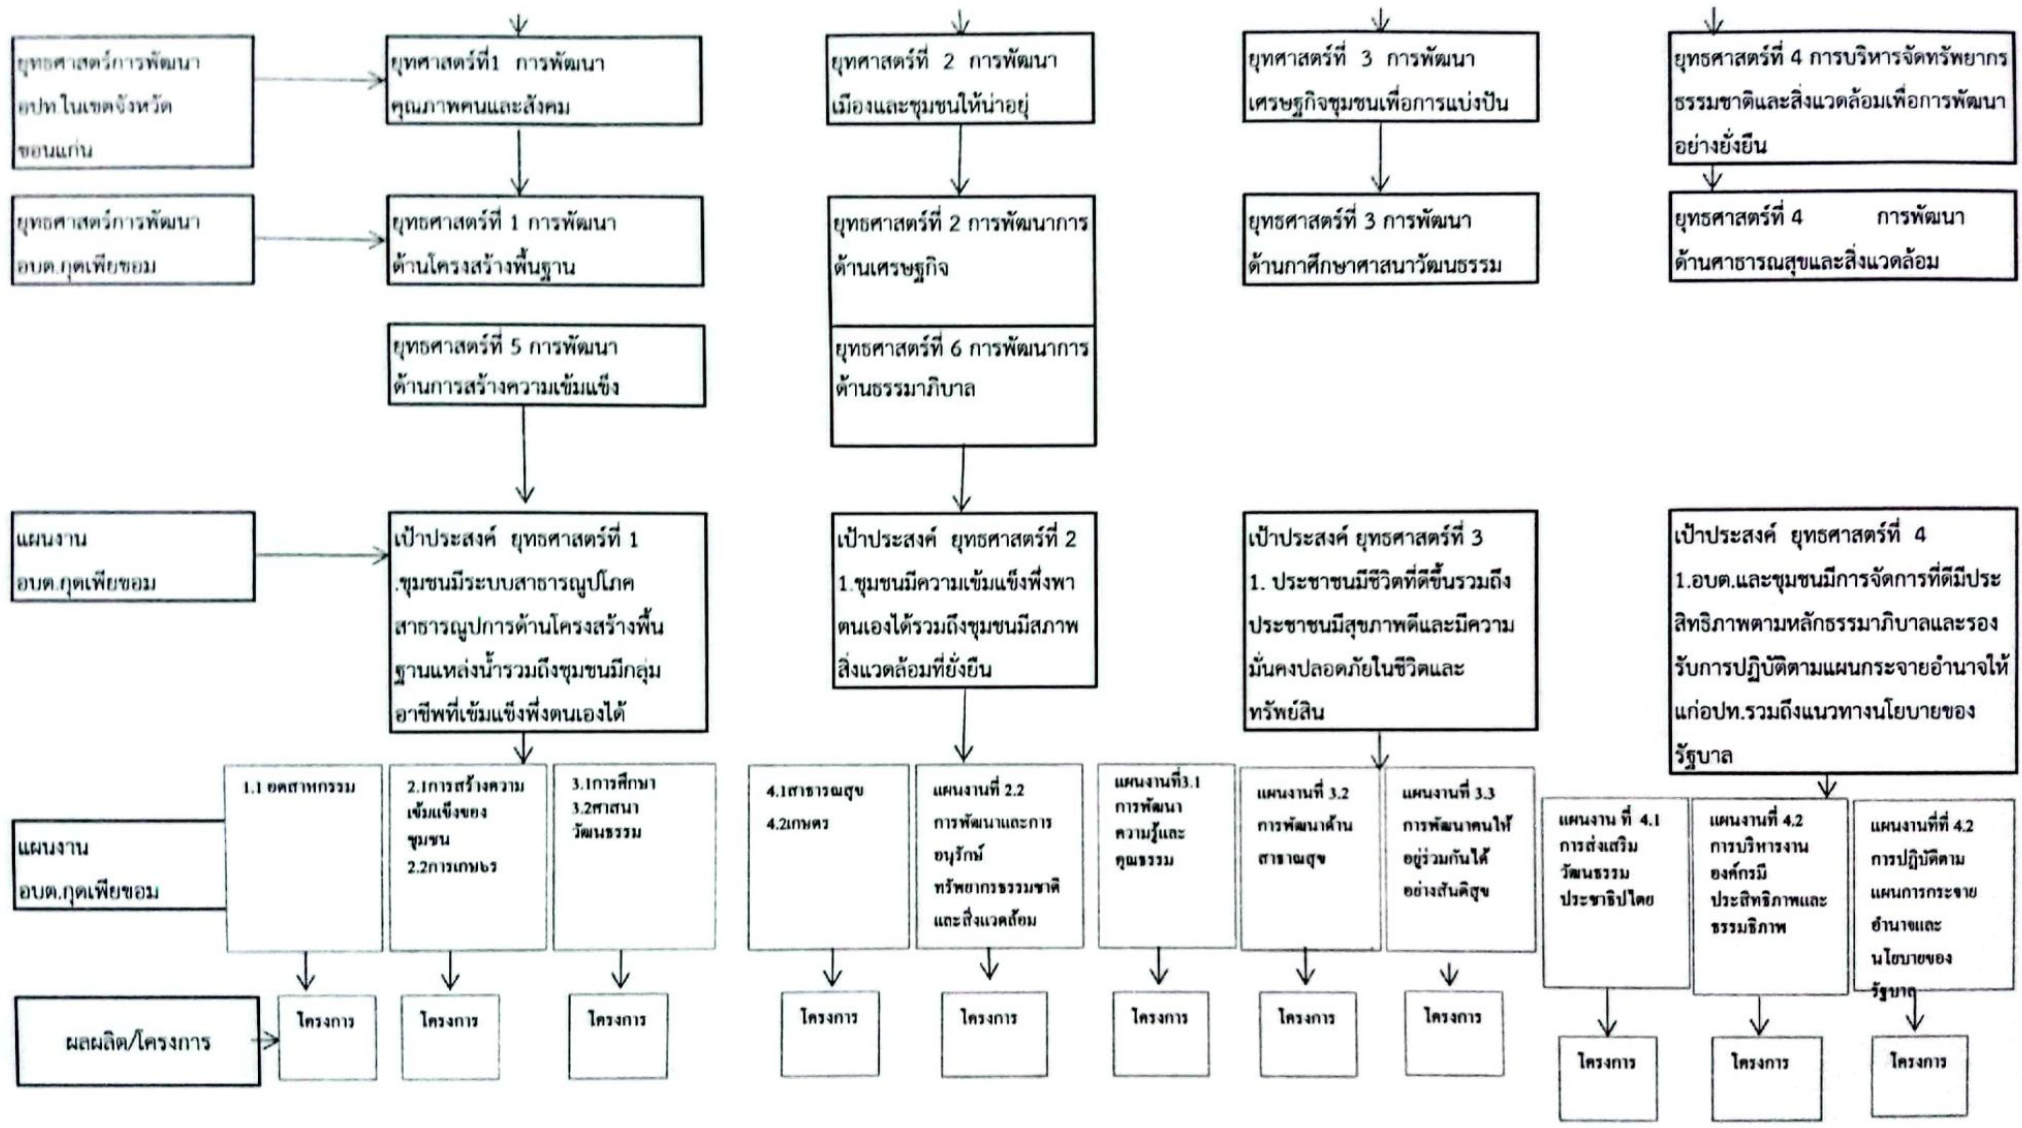 ยุทธศาสตร์การพัฒนา
อปท.ในเขตจังหวัด
ขอนแก่น
ยุทศาสตร์ที่1 การพัฒนา
คุณภาพคนและสังคม
ยุทศาสตร์ที่ 2 การพัฒนา
เมืองและชุมชนให้น่าอยู่
ยุทศาสตร์ที่ 3 การพัฒนา
เศรษฐกิจชุมชนเพื่อการแบ่งปัน
ยุทธศาสตร์ที่ 4 การบริหารจัดทรัพยากร
ธรรมชาติและสิ่งแวดล้อมเพื่อการพัฒนา
อย่างยั่งยืน
ยุทธศาสตร์การพัฒนา
อบต.กุดเพียขอม
ยุทธศาสตร์ที่ 1 การพัฒนา
ด้านโครงสร้างพื้นฐาน
ยุทธศาสตร์ที่ 2 การพัฒนาการ
ด้านเศรษฐกิจ
ยุทธศาสตร์ที่ 3 การพัฒนา
ด้านกาศึกษาศาสนาวัฒนธรรม
ยุทธศาสตร์ที่ 4 การพัฒนา
ด้านศาธารณสุขและสิ่งแวดล้อม
ยุทธศาสตร์ที่ 5 การพัฒนา
ด้านการสร้างความเข้มแข็ง
ยุทธศาสตร์ที่ 6 การพัฒนาการ
ด้านธรรมาภิบาล
แผนงาน
อบต.กุดเพียขอม
เป้าประสงค์ ยุทธศาสตร์ที่ 1
.ชุมชนมีระบบสาธารณูปโภค
สาธารณูปการด้านโครงสร้างพื้น
ฐานแหล่งน้ำรวมถึงชุมชนมีกลุ่ม
อาชีพที่เข้มแข็งพึ่งตนเองได้
เป้าประสงค์ ยุทธศาสตร์ที่ 2
1.ชุมชนมีความเข้มแข็งพึ่งพา
ตนเองได้รวมถึงชุมชนมีสภาพ
สิ่งแวดล้อมที่ยั่งยืน
เป้าประสงค์ ยุทธศาสตร์ที่ 3
1. ประชาชนมีชีวิตที่ดีขึ้นรวมถึง
ประชาชนมีสุขภาพดีและมีความ
มั่นคงปลอดภัยในชีวิตและ
ทรัพย์สิน
เป้าประสงค์ ยุทธศาสตร์ที่ 4
1.อบต.และชุมชนมีการจัดการที่ดีมีประ
สิทธิภาพตามหลักธรรมาภิบาลและรอง
รับการปฏิบัติตามแผนกระจายอำนาจให้
แก่อปท.รวมถึงแนวทางนโยบายของ
รัฐบาล
แผนงาน
อบต.กุดเพียขอม
1.1 อตสาหกรรม
2.1การสร้างความ
เข้มแข็งของ
ชุมชน
2.2การเกษตร
3.1การศึกษา
3.2ศาสนา
วัฒนธรรม
4.1สาธารณสุข
4.2เกษตร
แผนงานที่ 2.2
การพัฒนาและการ
อนุรักษ์
ทรัพยากรธรรมชาติ
และสิ่งแวดล้อม
แผนงานที่3.1
การพัฒนา
ความรู้และ
คุณธรรม
แผนงานที่ 3.2
การพัฒนาด้าน
สาธาณสุข
แผนงานที่ 3.3
การพัฒนาคนให้
อยู่ร่วมกันได้
อย่างสันติสุข
แผนงาน ที่ 4.1
การส่งเสริม
วัฒนธรรม
ประชาธิปไตย
แผนงานที่ 4.2
การบริหารงาน
องค์กรมี
ประสิทธิภาพและ
ธรรมธิภาพ
แผนงานที่ที่ 4.2
การปฏิบัติตาม
แผนการกระจาย
อำนาจและ
นโยบายของ
รัฐบาล
ผลผลิต/โครงการ
โครงการ
โครงการ
โครงการ
โครงการ
โครงการ
โครงการ
โครงการ
โครงการ
โครงการ
โครงการ
โครงการ